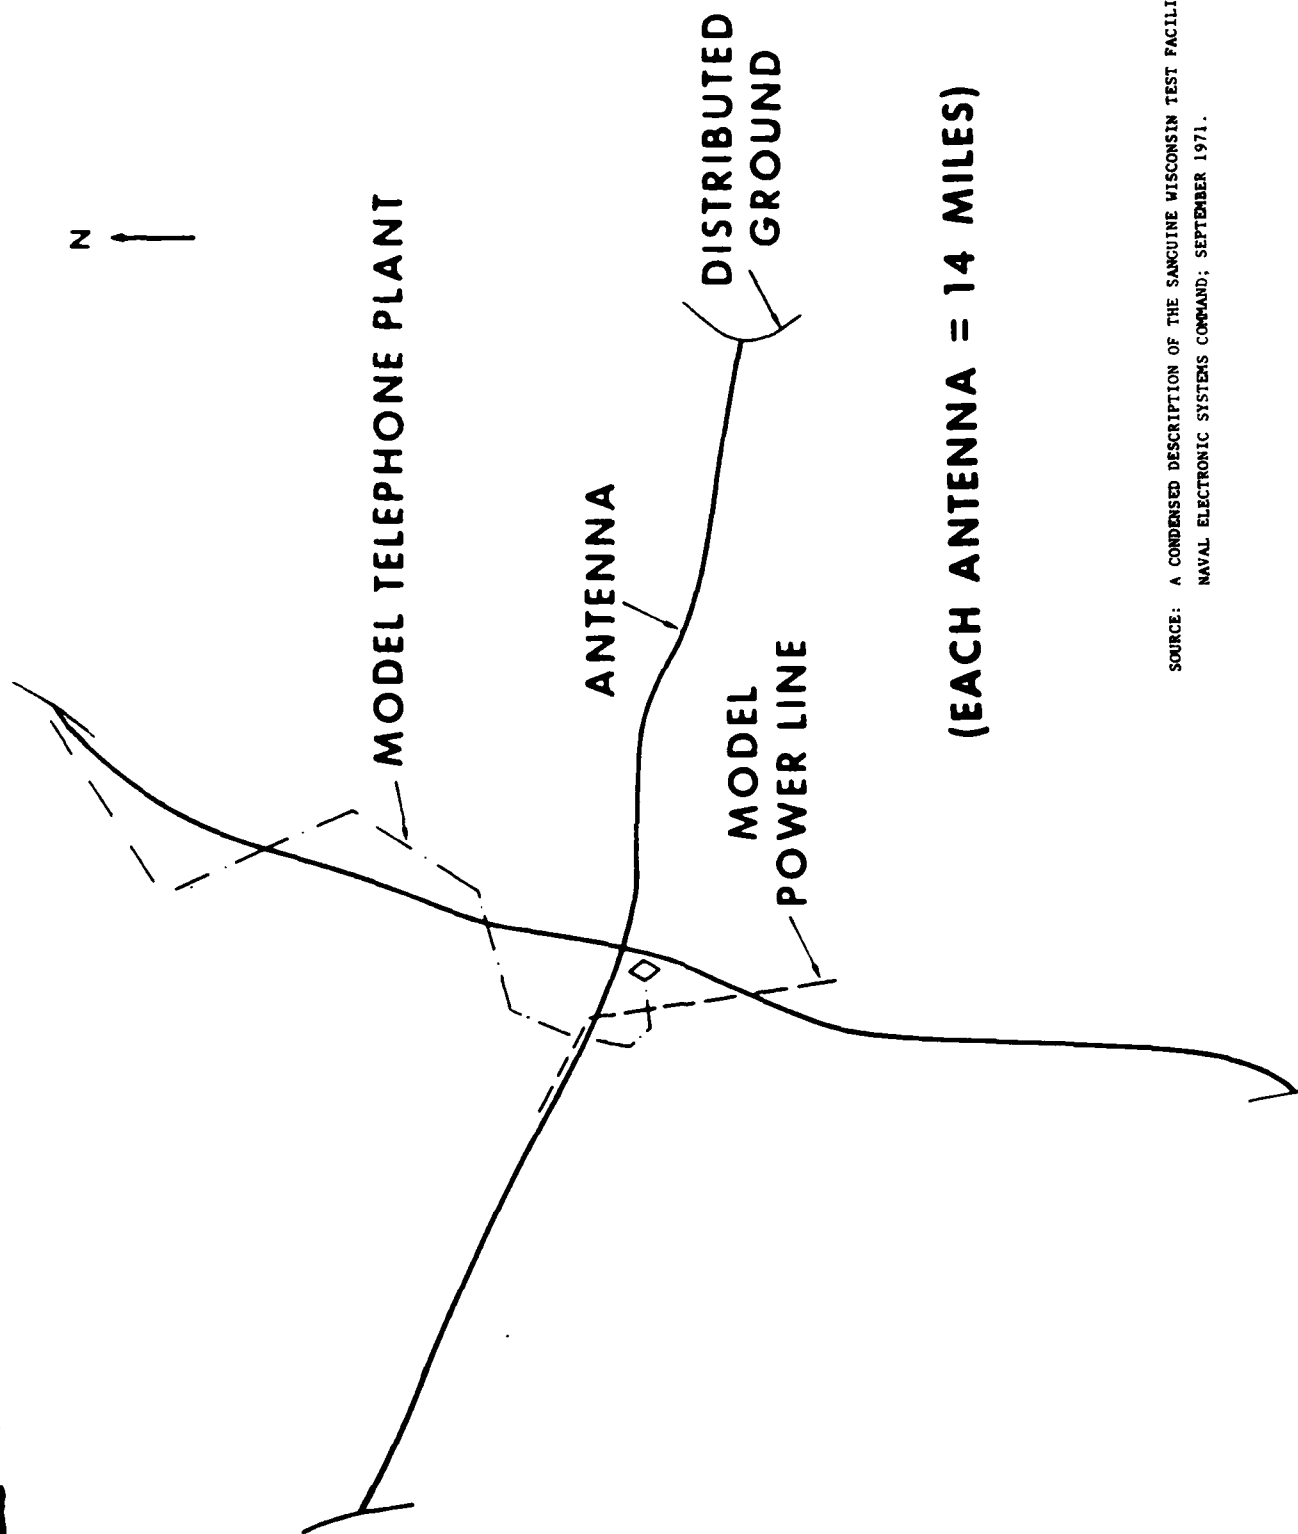 N
MODEL TELEPHONE PLANT
ANTENNA
DISTRIBUTED
GROUND
MODEL
POWER LINE
(EACH ANTENNA = 14 MILES)
SOURCE: A CONDENSED DESCRIPTION OF THE SANGUINE WISCONSIN TEST FACILI
NAVAL ELECTRONIC SYSTEMS COMMAND; SEPTEMBER 1971.